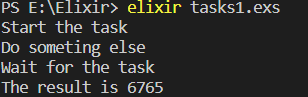 PS E:\Elixir> elixir tasks1.exs
Start the task
Do someting else
Wait for the task
The result is 6765